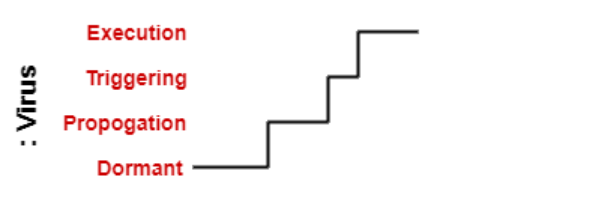 : Virus
Execution
Triggering
Propogation
Dormant